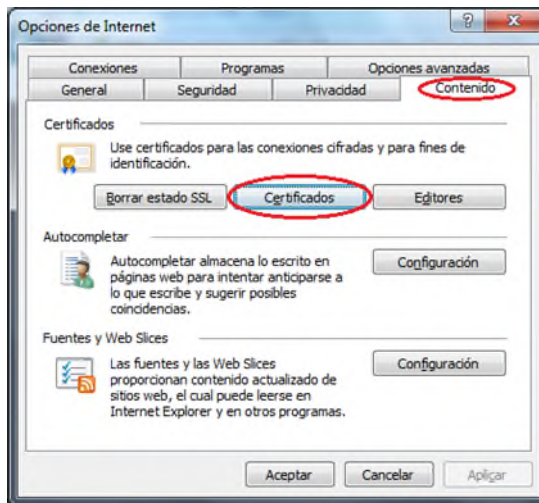 Opciones de Internet
Conexiones Programas Opciones avanzadas
General Seguridad Privacidad Contenido
Certificados
Use certificados para las conexiones cifradas y para fines de
identificación.
Borrar estado SSL Certificados Editores
Autocompletar
Autocompletar almacena lo escrito en
páginas web para intentar anticiparse a
lo que escribe y sugerir posibles
coincidencias.
Configuración
Fuentes y Web Slices
Las fuentes y las Web Slices
proporcionan contenido actualizado de
sitios web, el cual puede leerse en
Internet Explorer y en otros programas.
Configuración
Aceptar Cancelar Aplicar